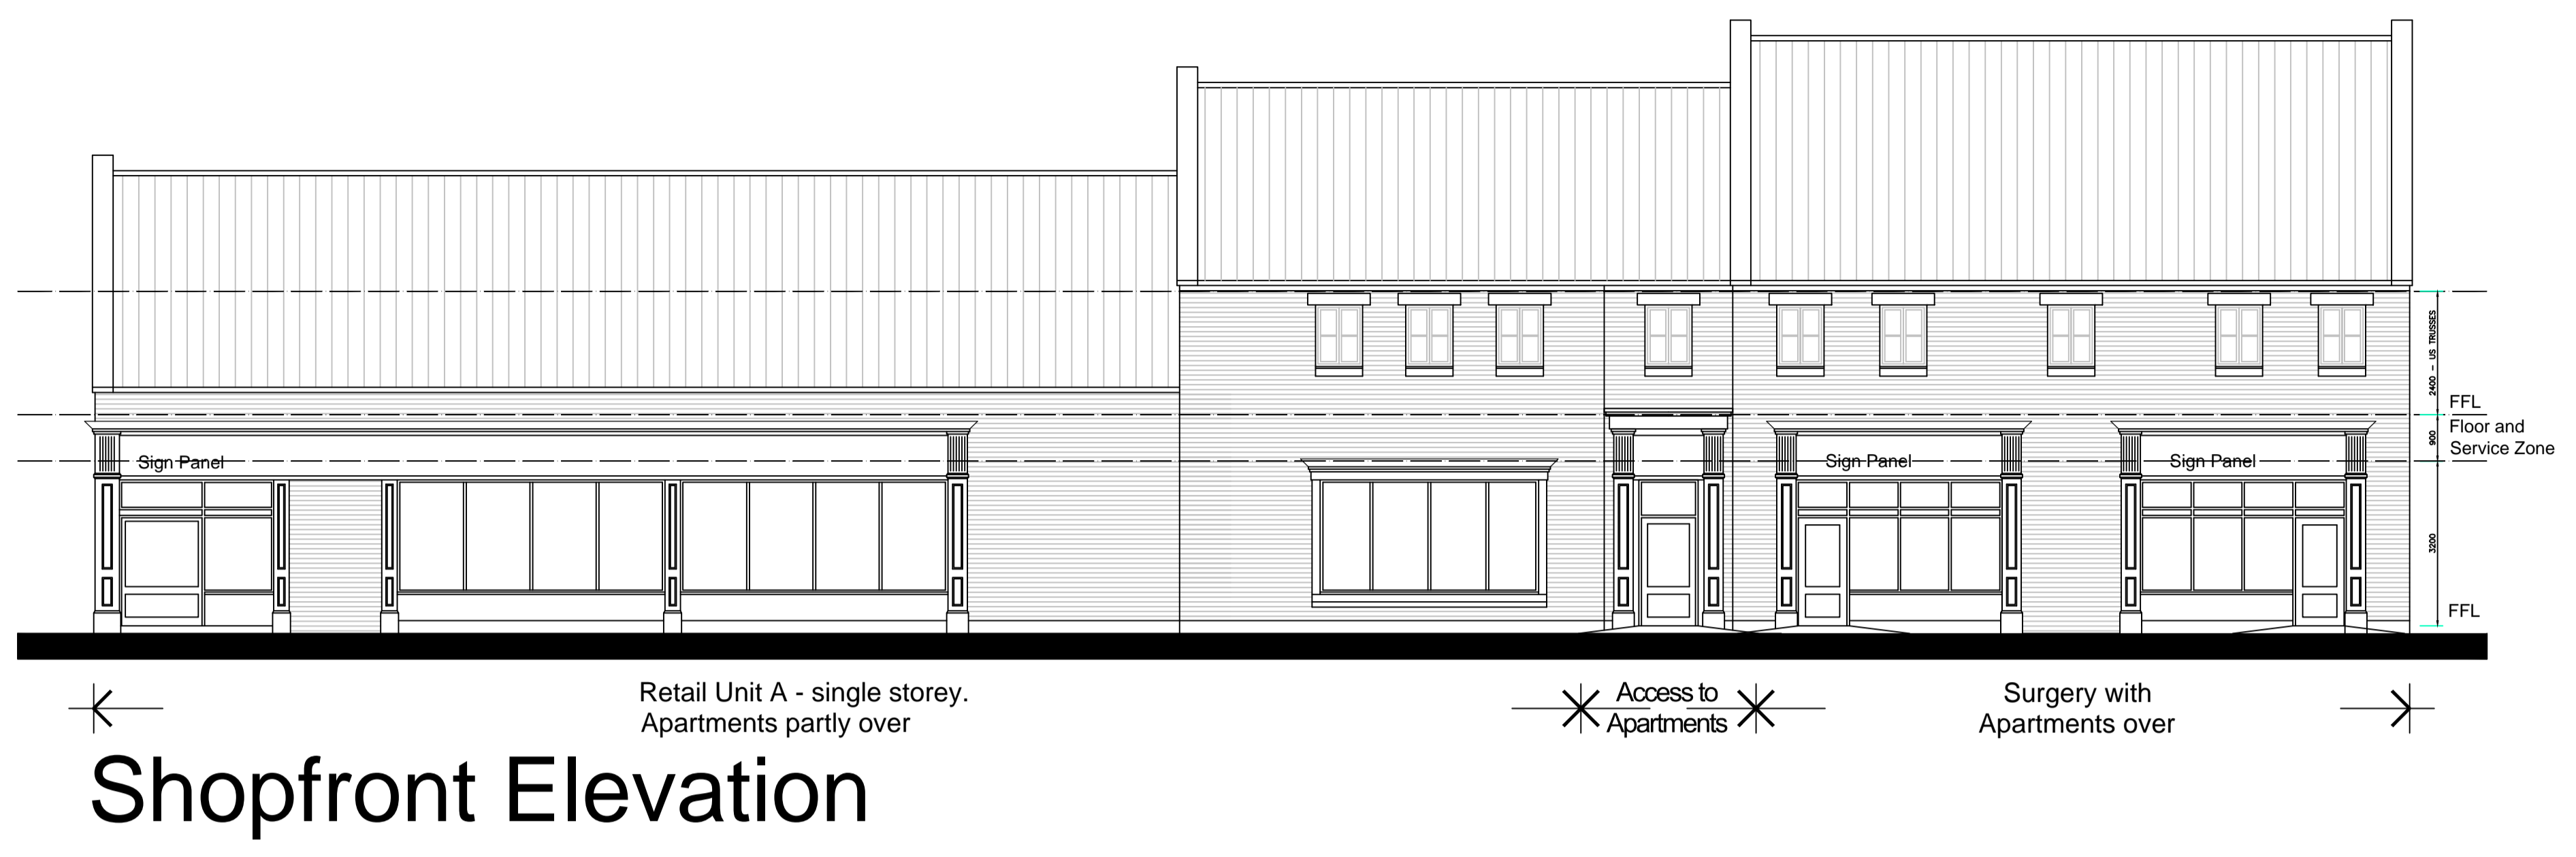 2400 - US TRUSSES
FFL
Floor and
Service Zone
900
Sign Panel
Sign Panel
Sign Panel
3200
FFL
Retail Unit A - single storey.
Apartments partly over
Access to
Apartments
Surgery with
Apartments over
Shopfront Elevation